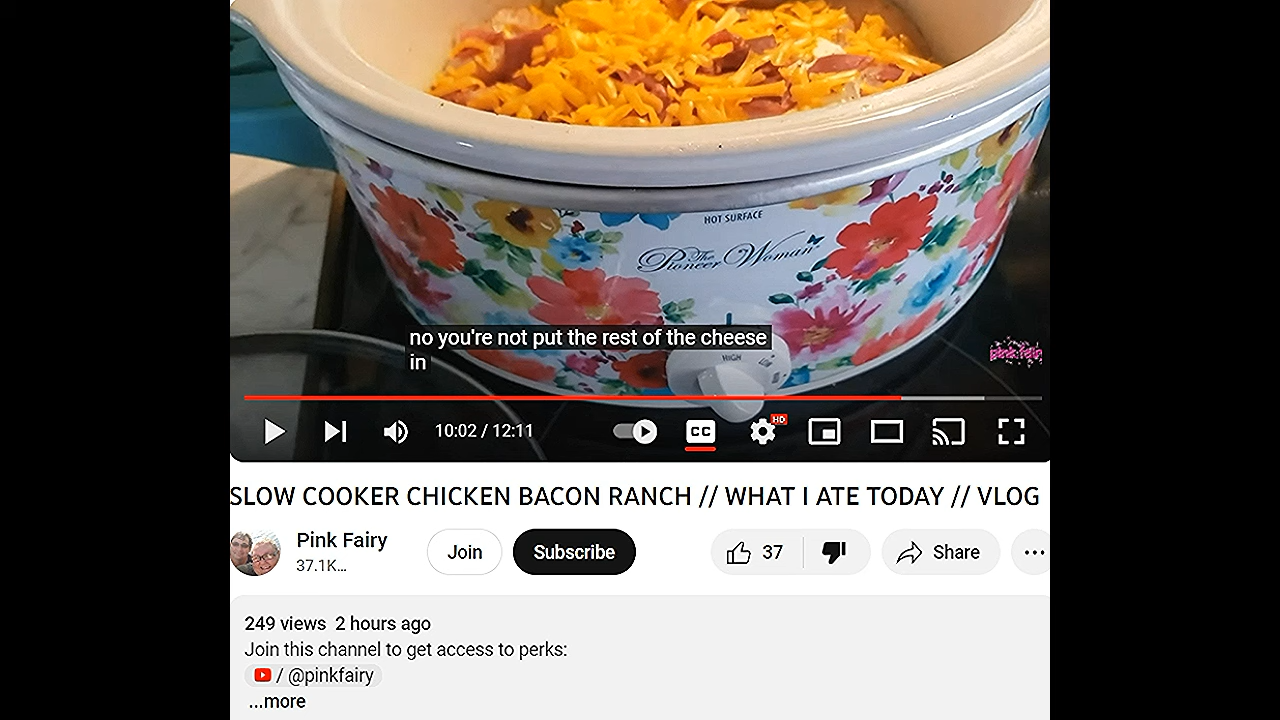 HOT SURFACE
The
Pioneer Woman
no you're not put the rest of the cheese
in
HIGH
10:02 / 12:11
CC
HD
SLOW COOKER CHICKEN BACON RANCH // WHAT I ATE TODAY // VLOG
Pink Fairy
37.1K...
Join
Subscribe
37
Share
...
249 views 2 hours ago
Join this channel to get access to perks:
/ @pinkfairy
...more